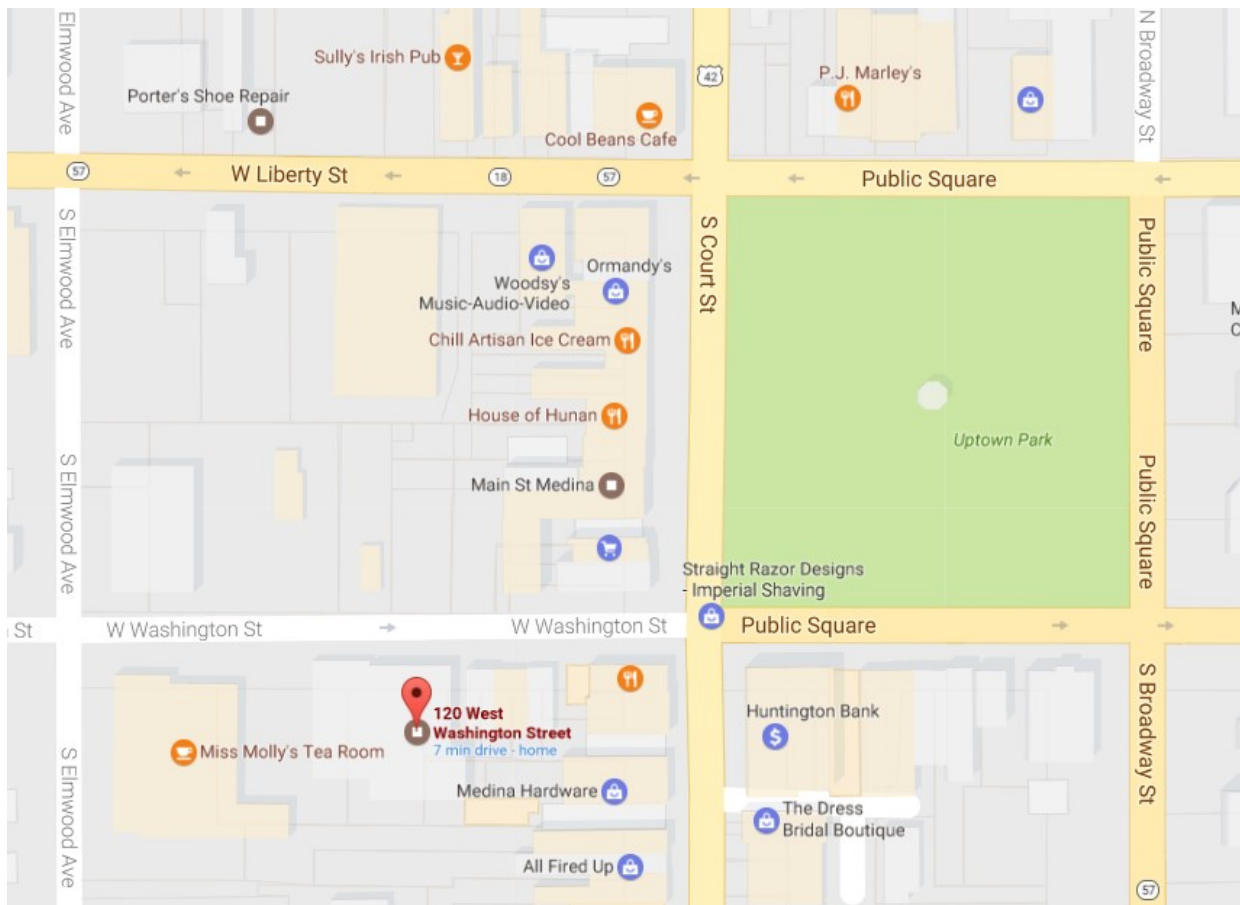 Elmwood Ave
Sully's Irish Pub
42
P.J. Marley's
N Broadway St
Porter's Shoe Repair
Cool Beans Cafe
57
W Liberty St
18
57
Public Square
S Elmwood Ave
S Court St
Public Square
Woodsy's
Music-Audio-Video
Ormandy's
Chill Artisan Ice Cream
House of Hunan
Uptown Park
S Elmwood Ave
Main St Medina
Public Square
Straight Razor Designs
- Imperial Shaving
St
W Washington St
W Washington St
Public Square
120 West
Washington Street
7 min drive - home
Miss Molly's Tea Room
Huntington Bank
$
S Broadway St
S Elmwood Ave
Medina Hardware
The Dress
Bridal Boutique
All Fired Up
57